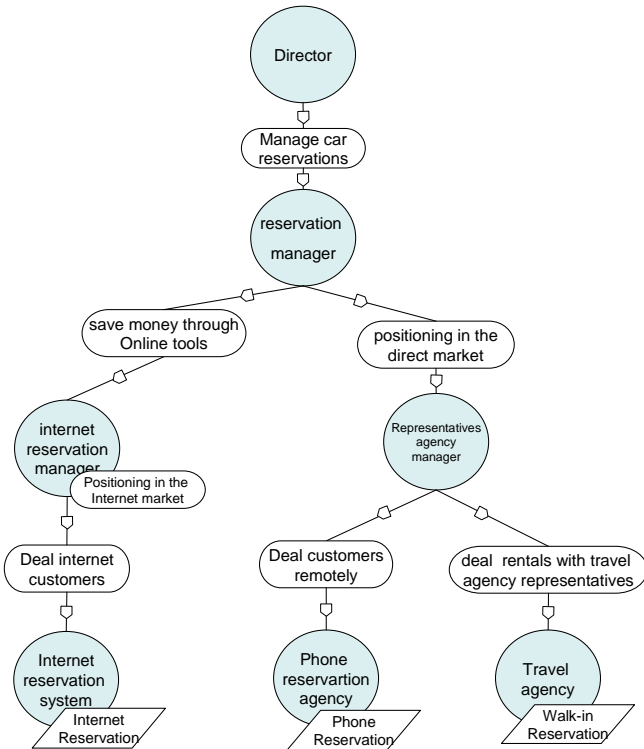 Director
Manage car
reservations
reservation
manager
save money through
Online tools
positioning in the
direct market
internet
reservation
manager
Positioning in the
Internet market
Representatives
agency
manager
Deal internet
customers
Deal customers
remotely
deal rentals with travel
agency representatives
Internet
reservation
system
Internet
Reservation
Phone
reservartion
agency
Phone
Reservation
Travel
agency
Walk-in
Reservation